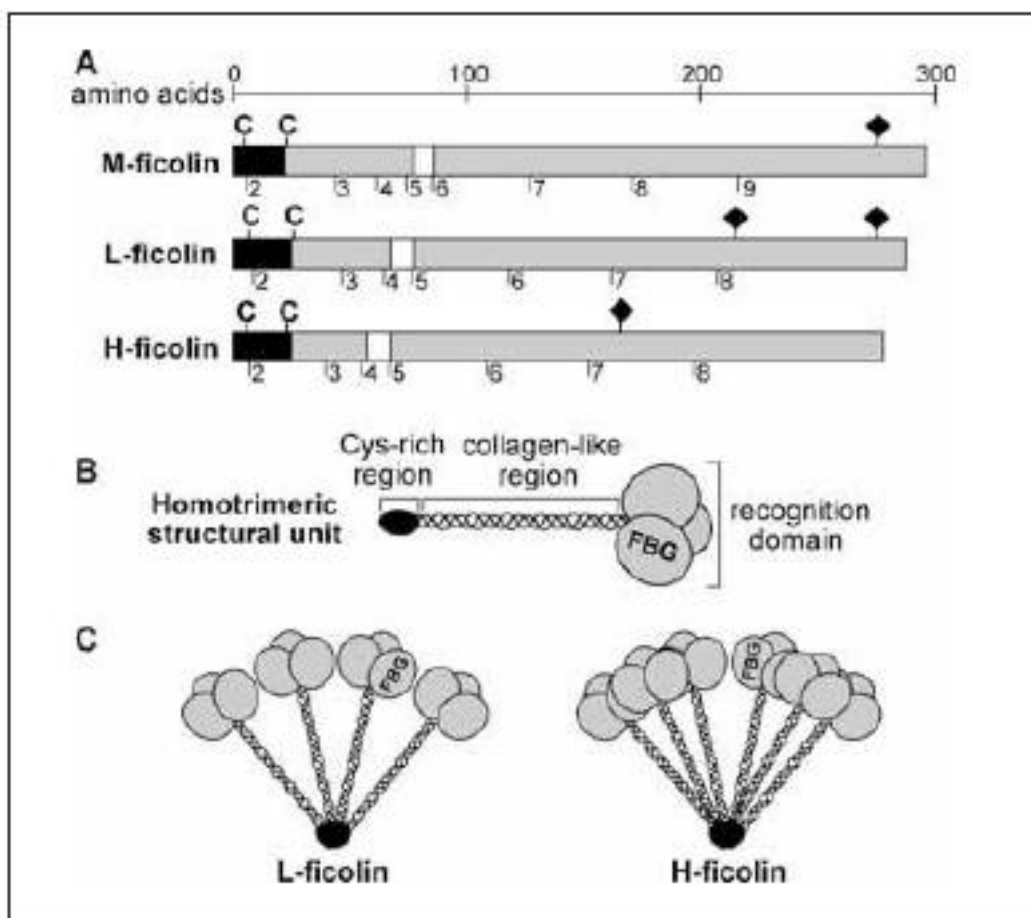 A
0 100 200 300
amino acids
C C
M-ficolin
2 3 4 5 6 7 8 9
C C
L-ficolin
2 3 4 5 6 7 8
C C
H-ficolin
2 3 4 5 6 7 8
B
Cys-rich region
collagen-like region
Homotrimeric
structural unit
FBG
recognition
domain
C
FBG
FBG
L-ficolin
H-ficolin